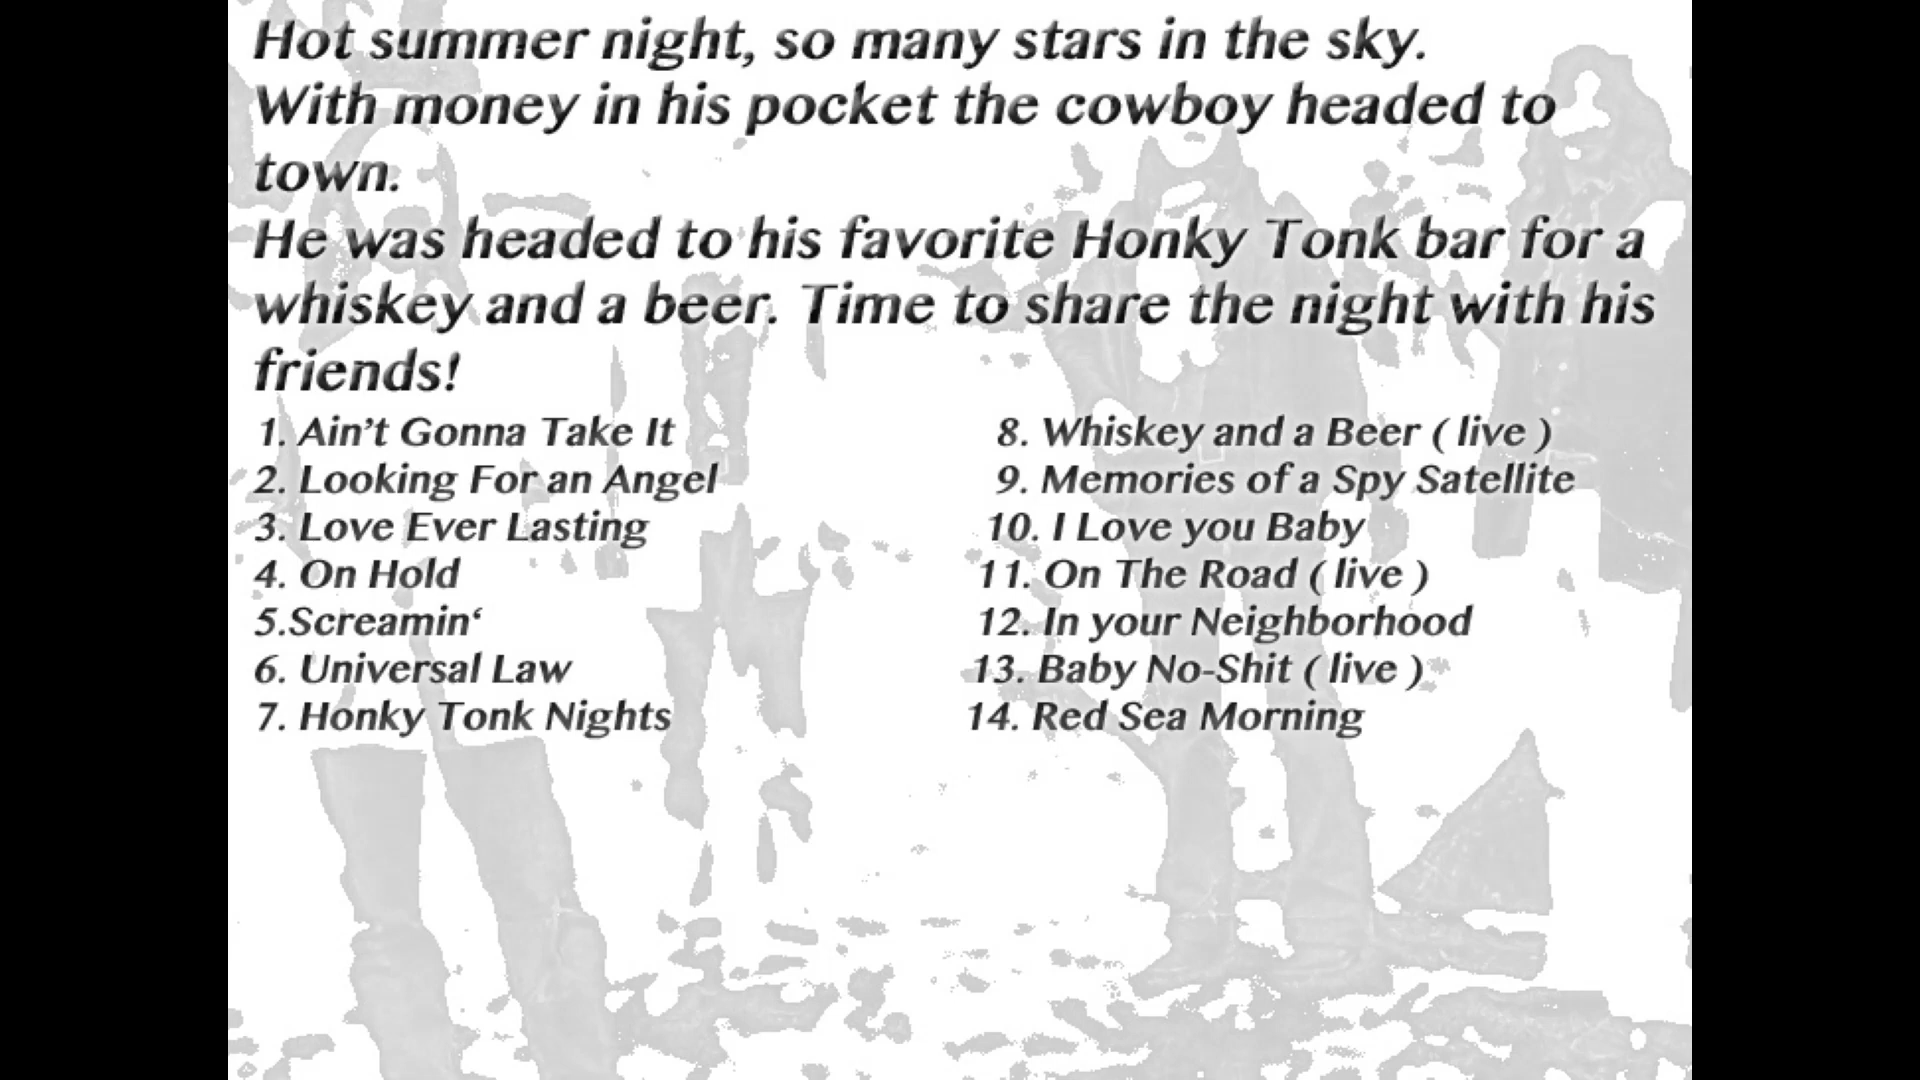 Hot summer night, so many stars in the sky.
With money in his pocket the cowboy headed to
town.
He was headed to his favorite Honky Tonk bar for a
whiskey and a beer. Time to share the night with his
friends!
1. Ain’t Gonna Take It
2. Looking For an Angel
3. Love Ever Lasting
4. On Hold
5.Screamin‘
6. Universal Law
7. Honky Tonk Nights
8. Whiskey and a Beer ( live )
9. Memories of a Spy Satellite
10. I Love you Baby
11. On The Road ( live )
12. In your Neighborhood
13. Baby No-Shit ( live )
14. Red Sea Morning